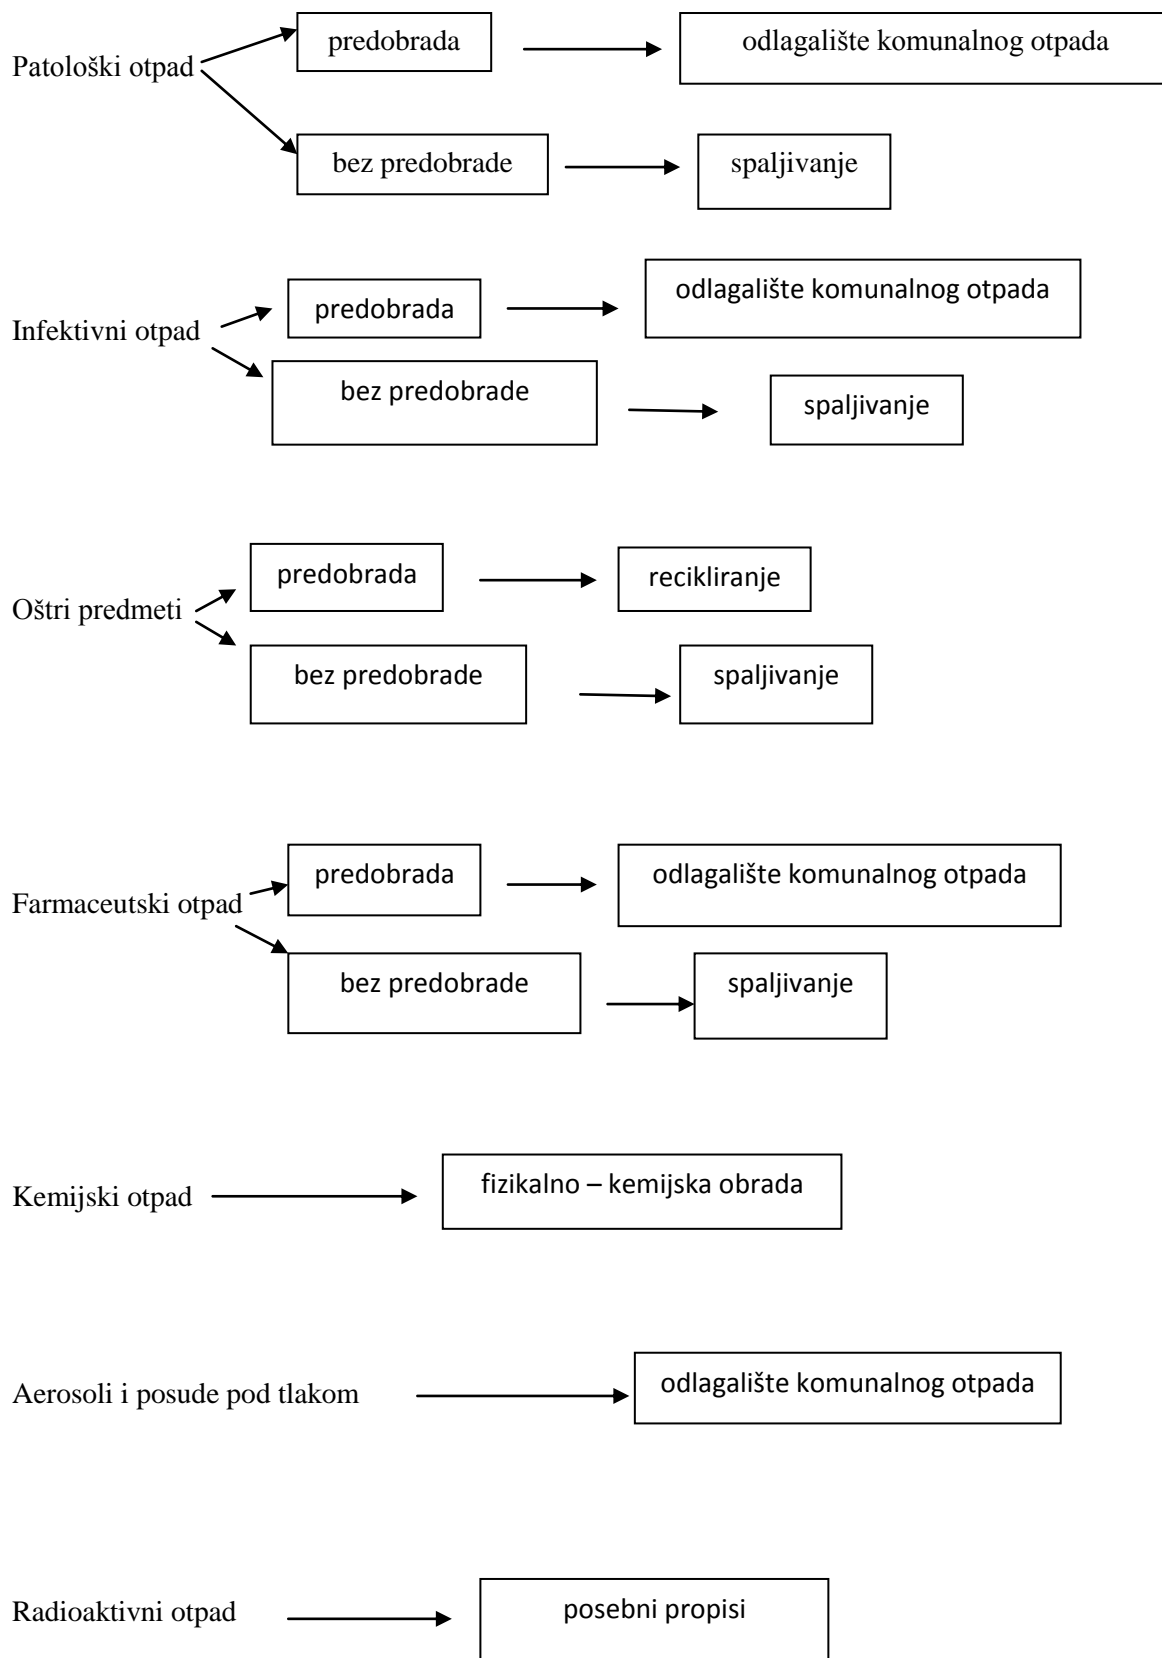 predobrada
odlagalište komunalnog otpada
Patološki otpad
bez predobrade
spaljivanje
predobrada
odlagalište komunalnog otpada
Infektivni otpad
bez predobrade
spaljivanje
predobrada
recikliranje
Oštri predmeti
bez predobrade
spaljivanje
predobrada
odlagalište komunalnog otpada
Farmaceutski otpad
bez predobrade
spaljivanje
Kemijski otpad
fizikalno – kemijska obrada
Aerosoli i posude pod tlakom
odlagalište komunalnog otpada
Radioaktivni otpad
posebni propisi